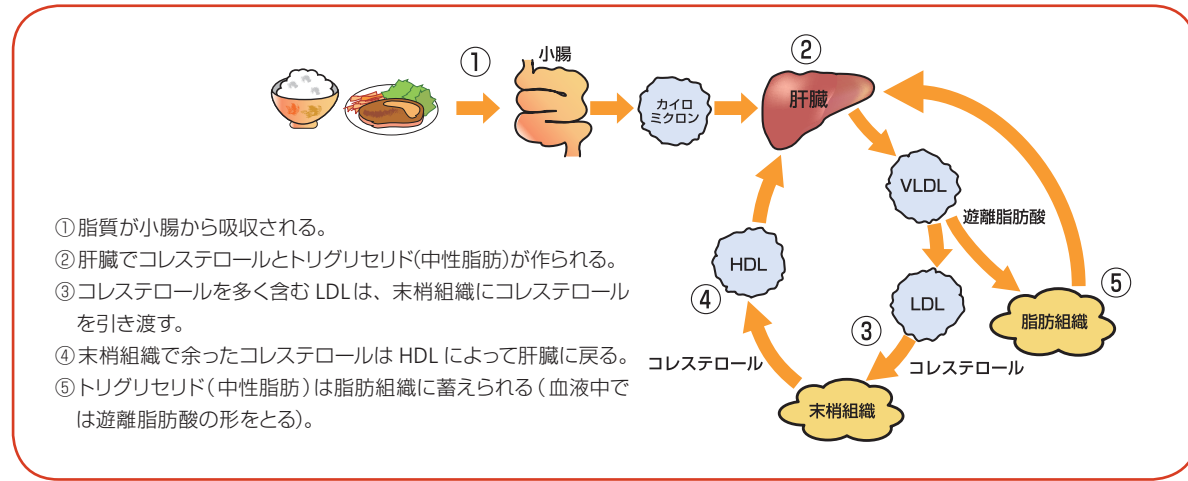 ①
小腸
カイロ
ミクロン
②
肝臓
VLDL
遊離脂肪酸
HDL
④
LDL
③
⑤
脂肪組織
コレステロール
コレステロール
末梢組織
①脂質が小腸から吸収される。
②肝臓でコレステロールとトリグリセリド(中性脂肪)が作られる。
③コレステロールを多く含む LDLは、末梢組織にコレステロール
を引き渡す。
④末梢組織で余ったコレステロールは HDL によって肝臓に戻る。
⑤トリグリセリド(中性脂肪)は脂肪組織に蓄えられる(血液中で
は遊離脂肪酸の形をとる)。